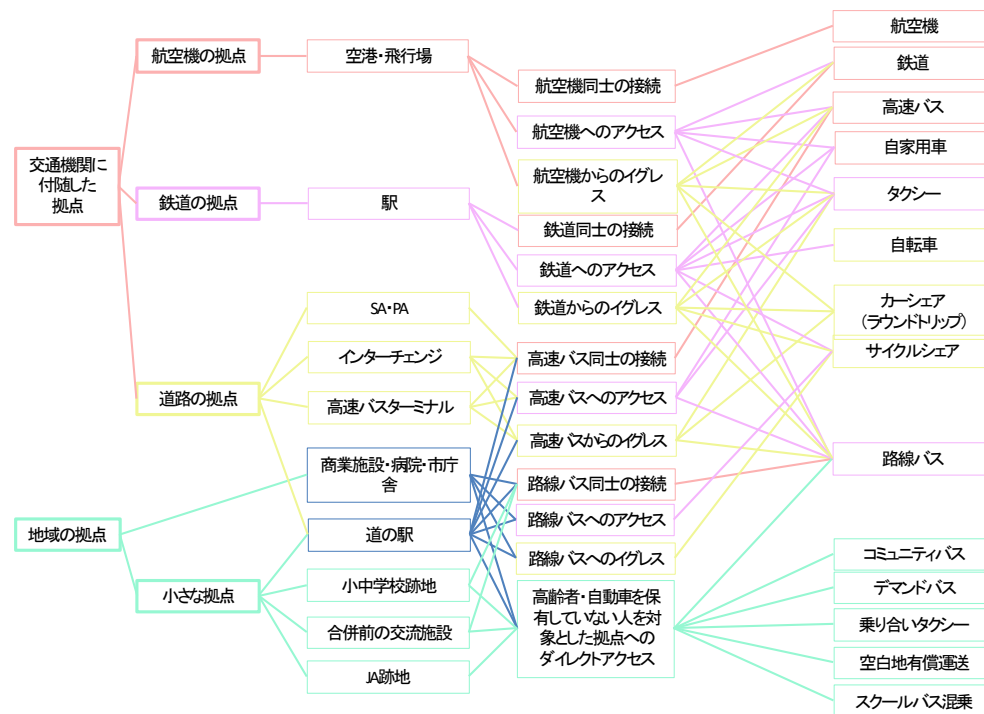 交通機関に
付随した
拠点
地域の拠点
航空機の拠点
鉄道の拠点
道路の拠点
小さな拠点
空港・飛行場
駅
SA・PA
インターチェンジ
高速バスターミナル
商業施設・病院・市庁
舎
道の駅
小中学校跡地
合併前の交流施設
JA跡地
航空機同士の接続
航空機へのアクセス
航空機からのイグレ
ス
鉄道同士の接続
鉄道へのアクセス
鉄道からのイグレス
高速バス同士の接続
高速バスへのアクセス
高速バスからのイグレス
路線バス同士の接続
路線バスへのアクセス
路線バスへのイグレス
高齢者・自動車を保
有していない人を対
象とした拠点への
ダイレクトアクセス
航空機
鉄道
高速バス
自家用車
タクシー
自転車
カーシェア
(ラウンドトリップ)
サイクルシェア
路線バス
コミュニティバス
デマンドバス
乗り合いタクシー
空白地有償運送
スクールバス混乗